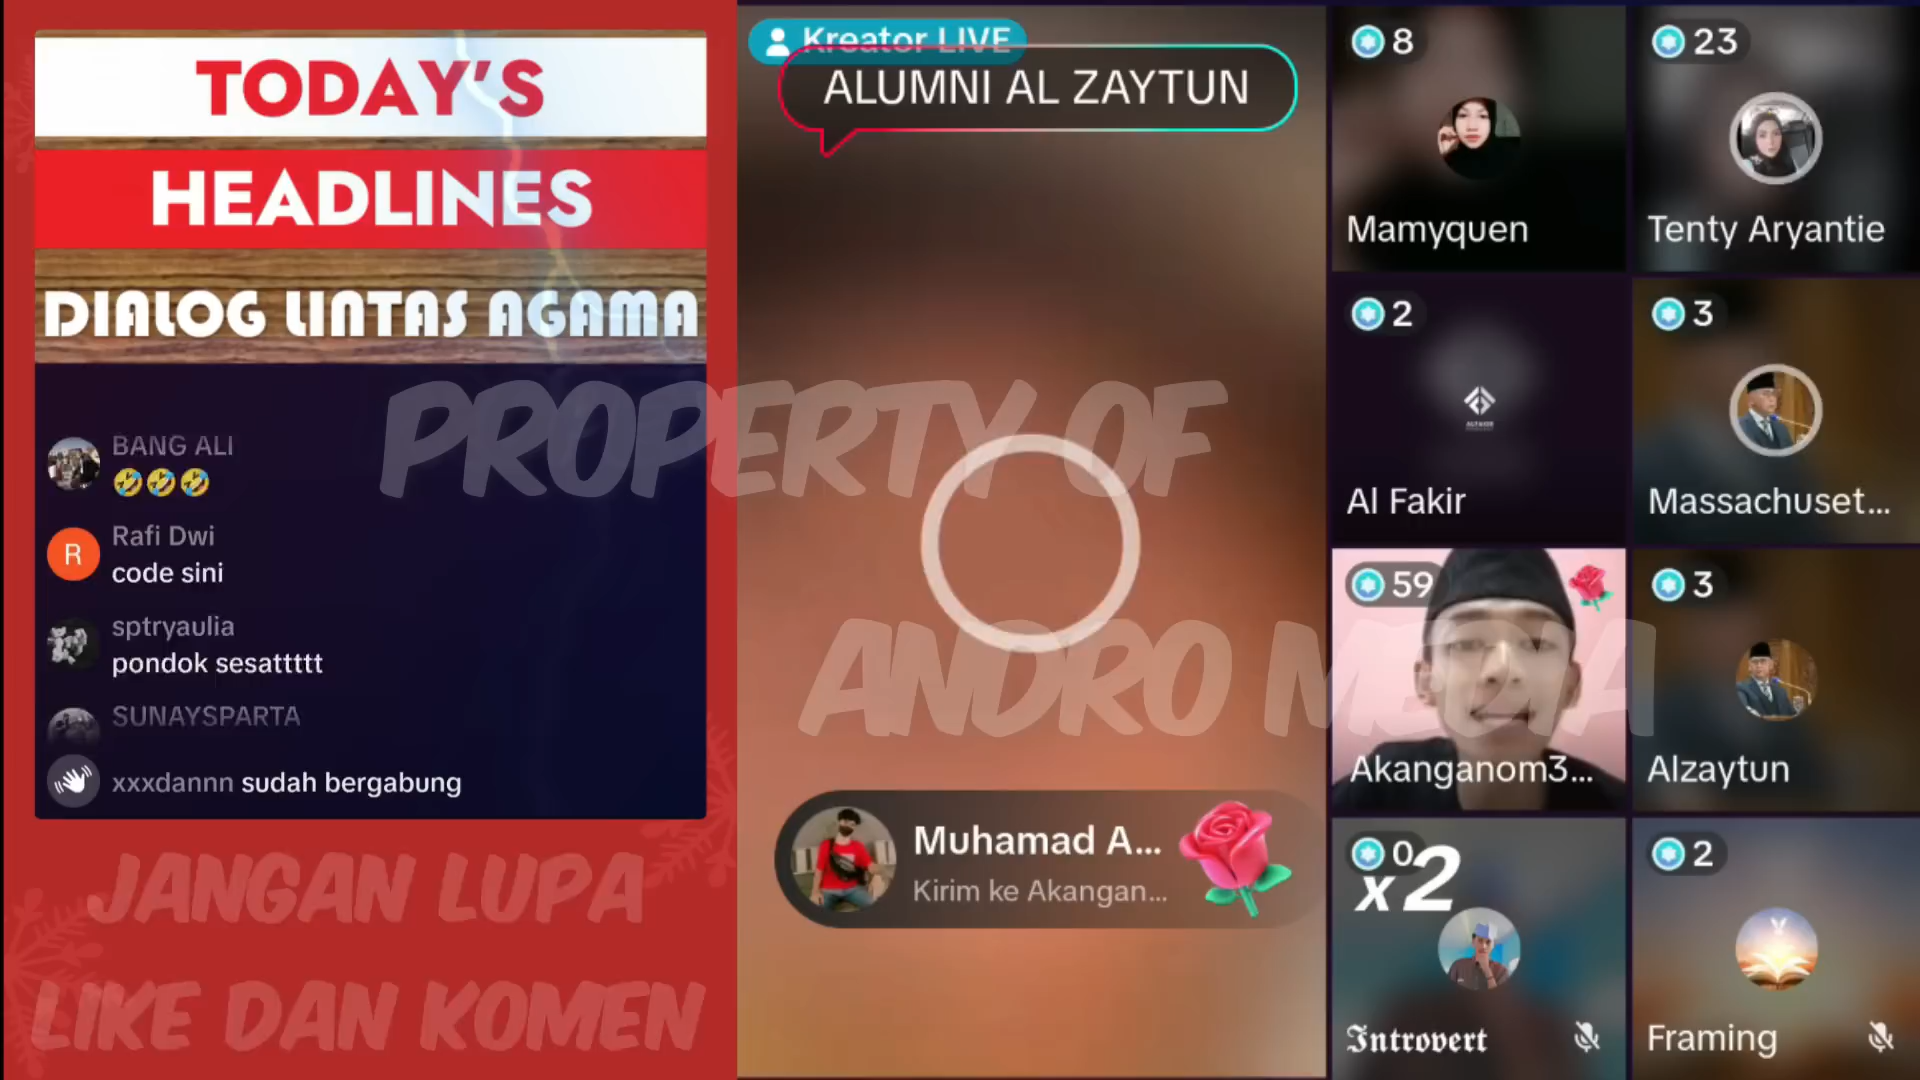 TODAY'S
HEADLINES
DIALOG LINTAS AGAMA
BANG ALI
🤣🤣🤣
R
Rafi Dwi
code sini
sptryaulia
pondok sesattttt
SUNAYSPARTA
xxxdannn sudah bergabung
JANGAN LUPA
LIKE DAN KOMEN
PROPERTY OF
ANDRO MEDIA
Kreator LIVE
ALUMNI AL ZAYTUN
Muhamad A...
Kirim ke Akangan...
8
Mamyquen
23
Tenty Aryantie
2
ALFAKIR
Al Fakir
3
Massachuset...
59
Akanganom3...
3
Alzaytun
0
x2
Introvert
2
Framing